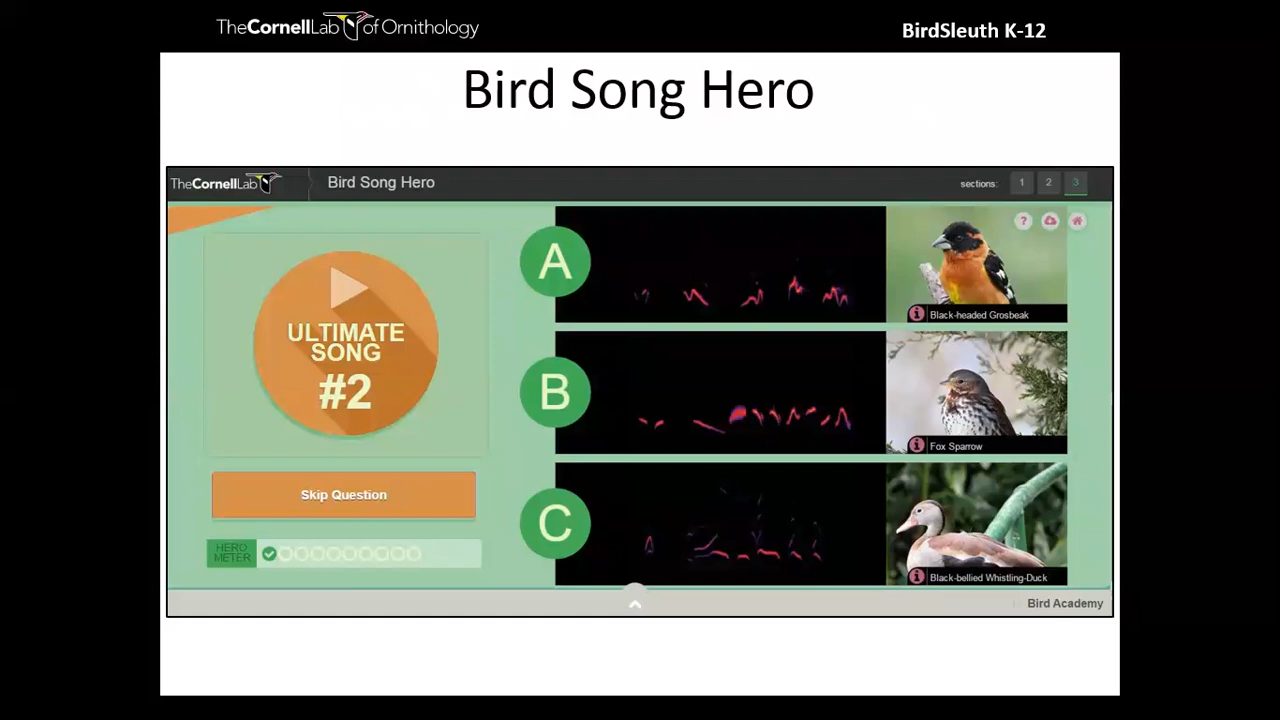 TheCornellLab of Ornithology
BirdSleuth K-12
Bird Song Hero
TheCornellLab
Bird Song Hero
sections: 1 2 3
?
A
ULTIMATE
SONG
#2
i Black-headed Grosbeak
B
i Fox Sparrow
Skip Question
C
HERO
METER
i Black-bellied Whistling-Duck
Bird Academy